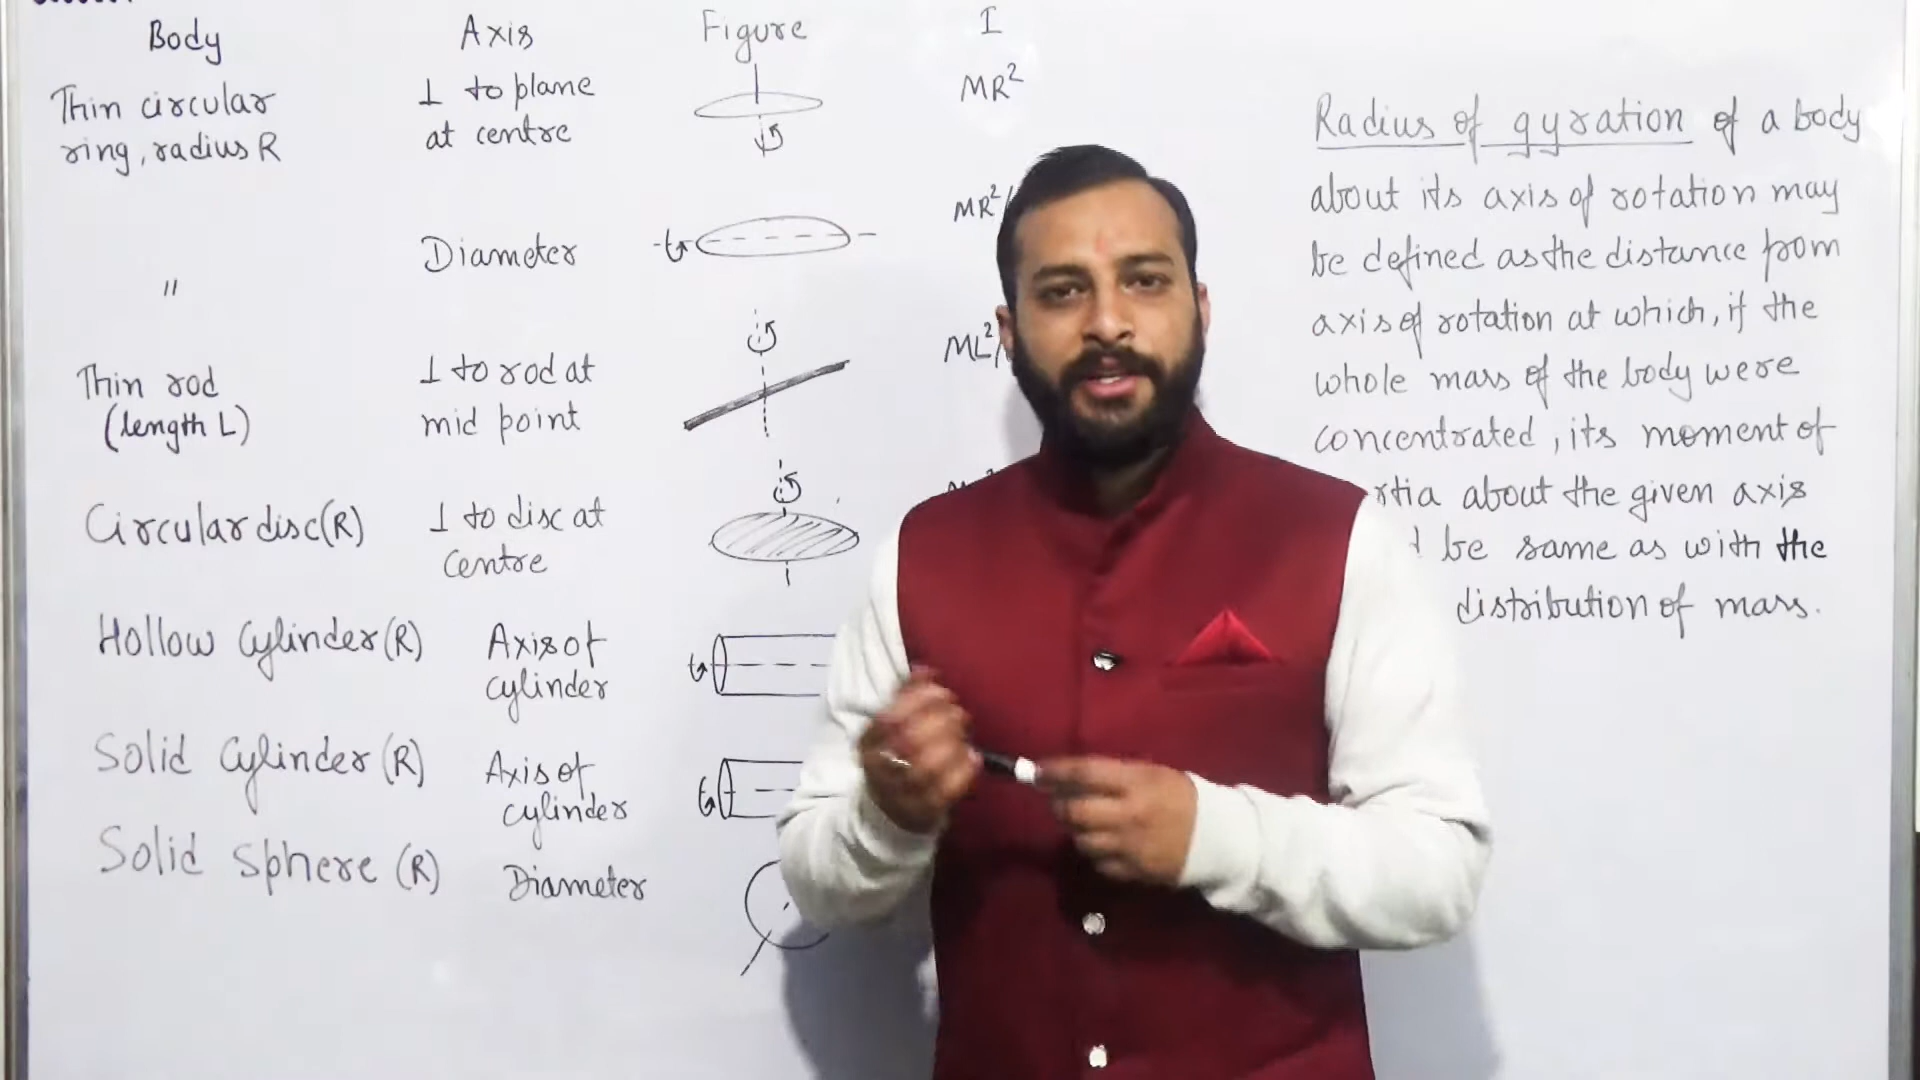 Body Axis Figure I
Thin circular ⊥ to plane MR²
ring, radius R at centre
" Diameter MR²/
Thin rod ⊥ to rod at ML²/
(length L) mid point
Circular disc (R) ⊥ to disc at
centre
Hollow Cylinder (R) Axis of
cylinder
Solid Cylinder (R) Axis of
cylinder
Solid Sphere (R) Diameter
Radius of gyration of a body
about its axis of rotation may
be defined as the distance from
axis of rotation at which, if the
whole mass of the body were
concentrated, its moment of
rtia about the given axis
be same as with the
distribution of mass.